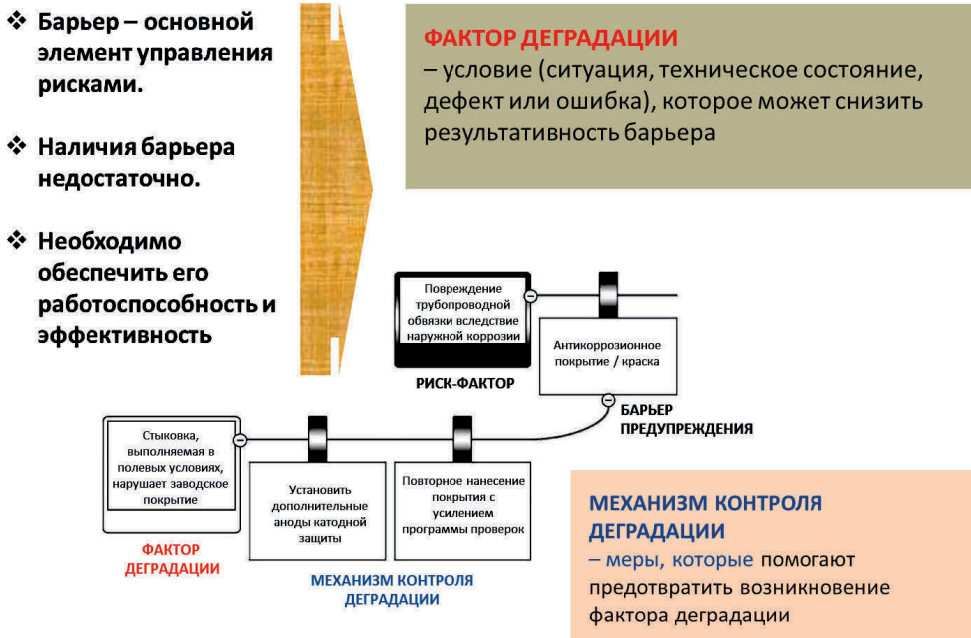 ❖ Барьер – основной
элемент управления
рисками.
❖ Наличия барьера
недостаточно.
❖ Необходимо
обеспечить его
работоспособность и
эффективность
ФАКТОР ДЕГРАДАЦИИ
– условие (ситуация, техническое состояние,
дефект или ошибка), которое может снизить
результативность барьера
Повреждение
трубопроводной
обвязки вследствие
наружной коррозии
РИСК-ФАКТОР
Антикоррозионное
покрытие / краска
БАРЬЕР
ПРЕДУПРЕЖДЕНИЯ
Стыковка,
выполняемая в
полевых условиях,
нарушает заводское
покрытие
ФАКТОР
ДЕГРАДАЦИИ
Установить
дополнительные
аноды катодной
защиты
Повторное нанесение
покрытия с
усилением
программы проверок
МЕХАНИЗМ КОНТРОЛЯ
ДЕГРАДАЦИИ
МЕХАНИЗМ КОНТРОЛЯ
ДЕГРАДАЦИИ
– меры, которые помогают
предотвратить возникновение
фактора деградации